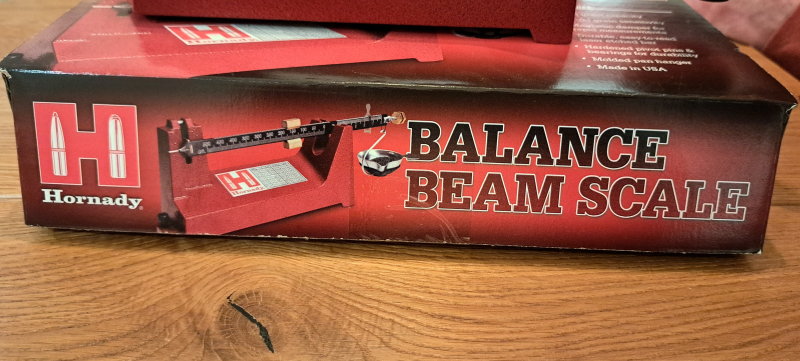 Hardened pivot pins &
bearings for durability
• Molded pan hanger
• Made in USA
H
Hornady
H
BALANCE
BEAM SCALE